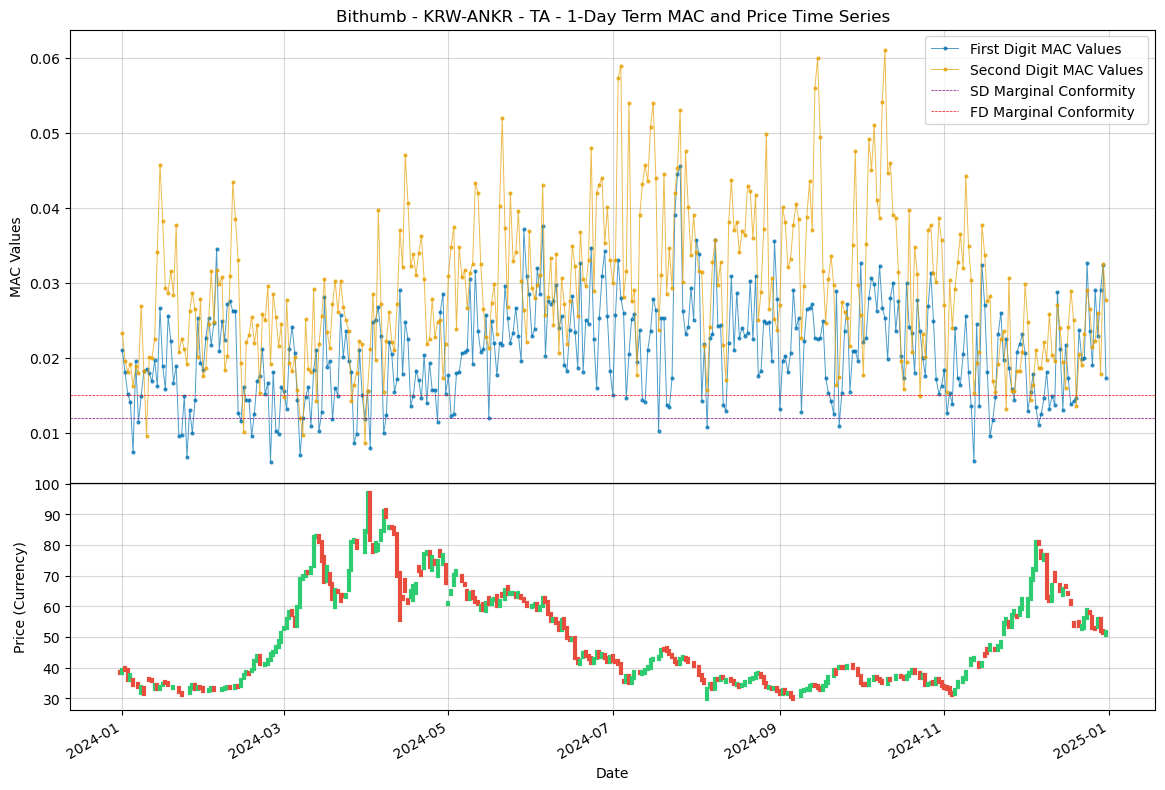 Bithumb - KRW-ANKR - TA - 1-Day Term MAC and Price Time Series
First Digit MAC Values
Second Digit MAC Values
SD Marginal Conformity
FD Marginal Conformity
MAC Values
0.06
0.05
0.04
0.03
0.02
0.01
Price (Currency)
100
90
80
70
60
50
40
30
2024-01
2024-03
2024-05
2024-07
2024-09
2024-11
2025-01
Date